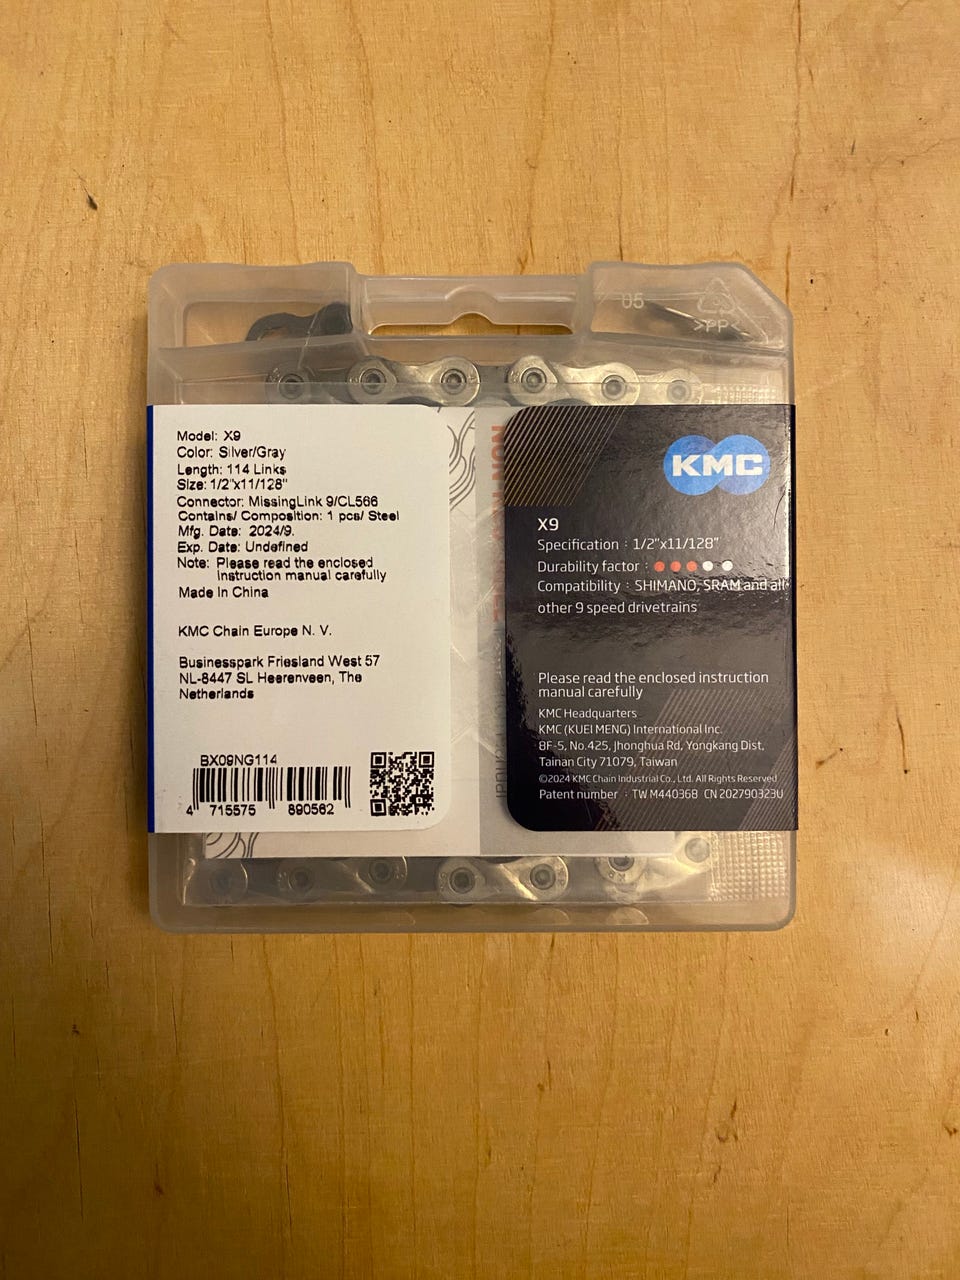 05
>PP<
Model: X9
Color: Silver/Gray
Length: 114 Links
Size: 1/2"x11/128"
Connector: MissingLink 9/CL566
Contains/ Composition: 1 pcs/ Steel
Mfg. Date: 2024/9.
Exp. Date: Undefined
Note: Please read the enclosed
instruction manual carefully
Made In China
KMC Chain Europe N. V.
Businesspark Friesland West 57
NL-8447 SL Heerenveen, The
Netherlands
BX09NG114
4 715575 890562
KMC
X9
Specification : 1/2"x11/128"
Durability factor :
Compatibility : SHIMANO, SRAM and all
other 9 speed drivetrains
Please read the enclosed instruction
manual carefully
KMC Headquarters
KMC (KUEI MENG) International Inc.
8F-5, No.425, Jhonghua Rd, Yongkang Dist,
Tainan City 71079, Taiwan
©2024 KMC Chain Industrial Co., Ltd. All Rights Reserved
Patent number : TW M440368 CN 202790323U